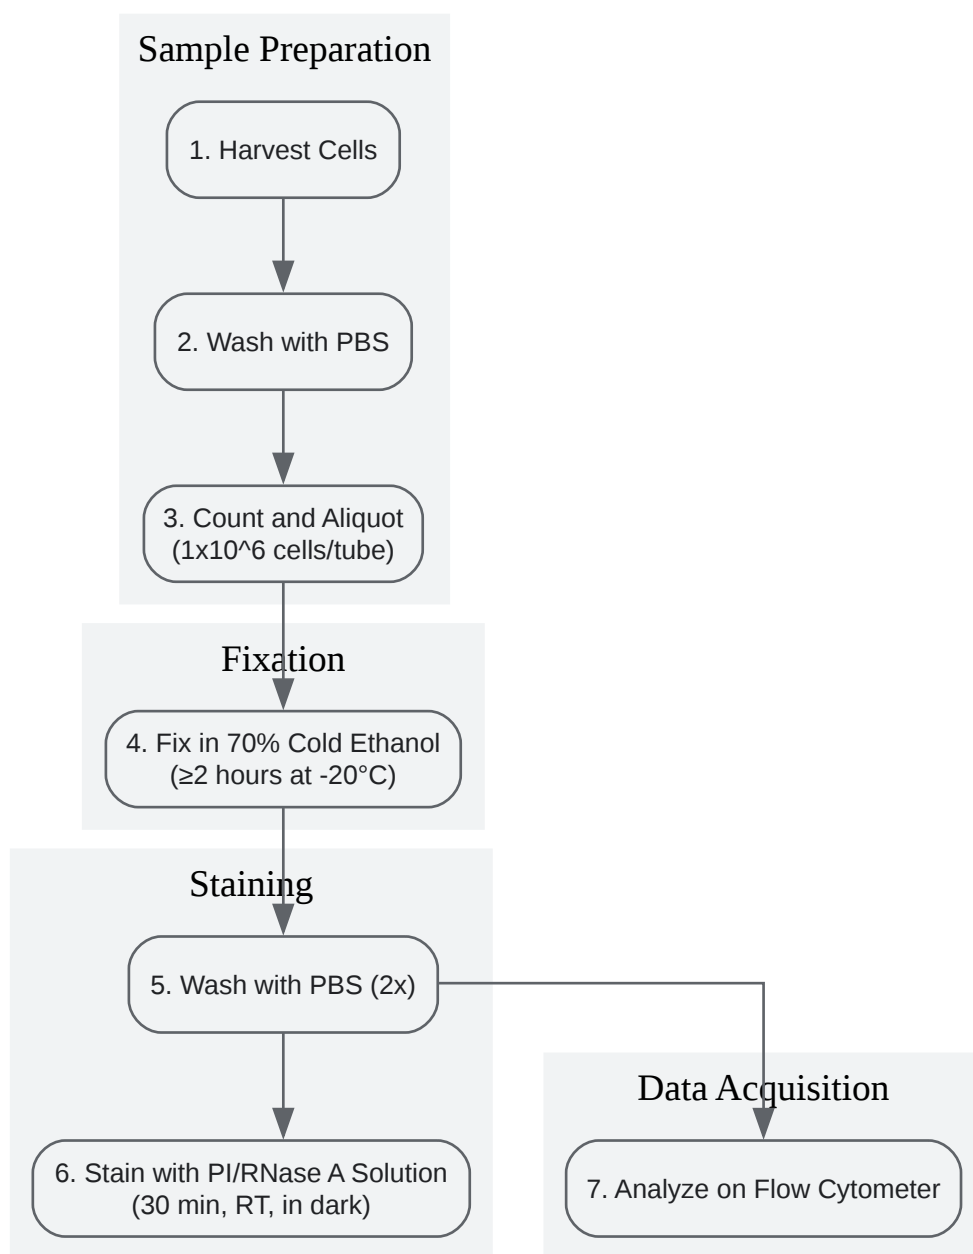 Sample Preparation
1. Harvest Cells
2. Wash with PBS
3. Count and Aliquot
(1x10^6 cells/tube)
Fixation
4. Fix in 70% Cold Ethanol
(≥2 hours at -20°C)
Staining
5. Wash with PBS (2x)
6. Stain with PI/RNase A Solution
(30 min, RT, in dark)
Data Acquisition
7. Analyze on Flow Cytometer